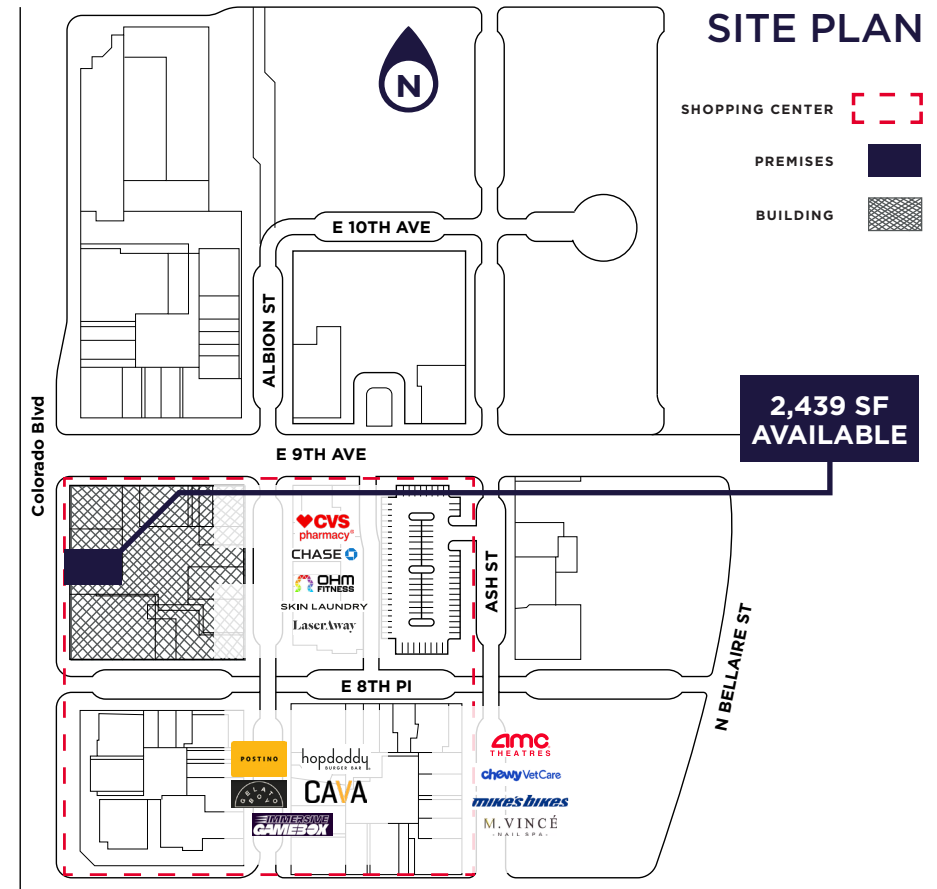 SITE PLAN
N
SHOPPING CENTER
PREMISES
BUILDING
E 10TH AVE
ALBION ST
2,439 SF
AVAILABLE
Colorado Blvd
E 9TH AVE
CVS
pharmacy®
CHASE
OHM
FITNESS
SKIN LAUNDRY
LaserAway
ASH ST
N BELLAIRE ST
E 8TH Pl
POSTINO
hopdoddy
BURGER BAR
GELATO
BOYO
CAVA
IMMERSIVE
GAMEBOX
amc
THEATRES
chewy VetCare
mike's bikes
M.VINCÉ
-NAIL SPA-